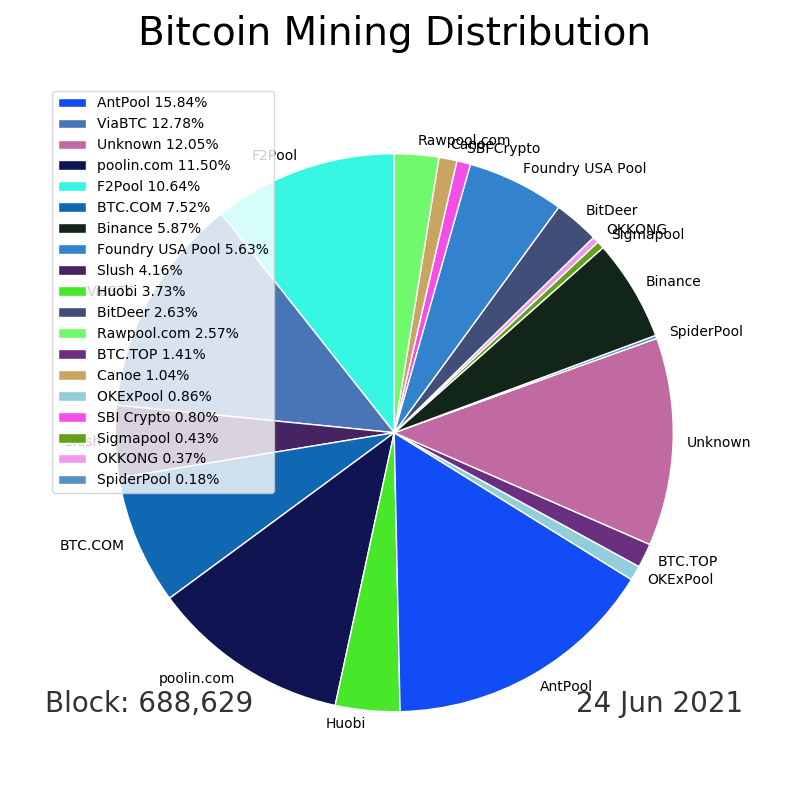 Bitcoin Mining Distribution
AntPool 15.84%
ViaBTC 12.78%
Unknown 12.05%
poolin.com 11.50%
F2Pool 10.64%
BTC.COM 7.52%
Binance 5.87%
Foundry USA Pool 5.63%
Slush 4.16%
Huobi 3.73%
BitDeer 2.63%
Rawpool.com 2.57%
BTC.TOP 1.41%
Canoe 1.04%
OKExPool 0.86%
SBI Crypto 0.80%
Sigmapool 0.43%
OKKONG 0.37%
SpiderPool 0.18%
F2Pool
Rawpool.com
Canoe
SBI Crypto
Foundry USA Pool
BitDeer
OKKONG
Sigmapool
Binance
SpiderPool
Unknown
BTC.TOP
OKExPool
AntPool
Huobi
poolin.com
BTC.COM
Slush
ViaBTC
Block: 688,629
24 Jun 2021